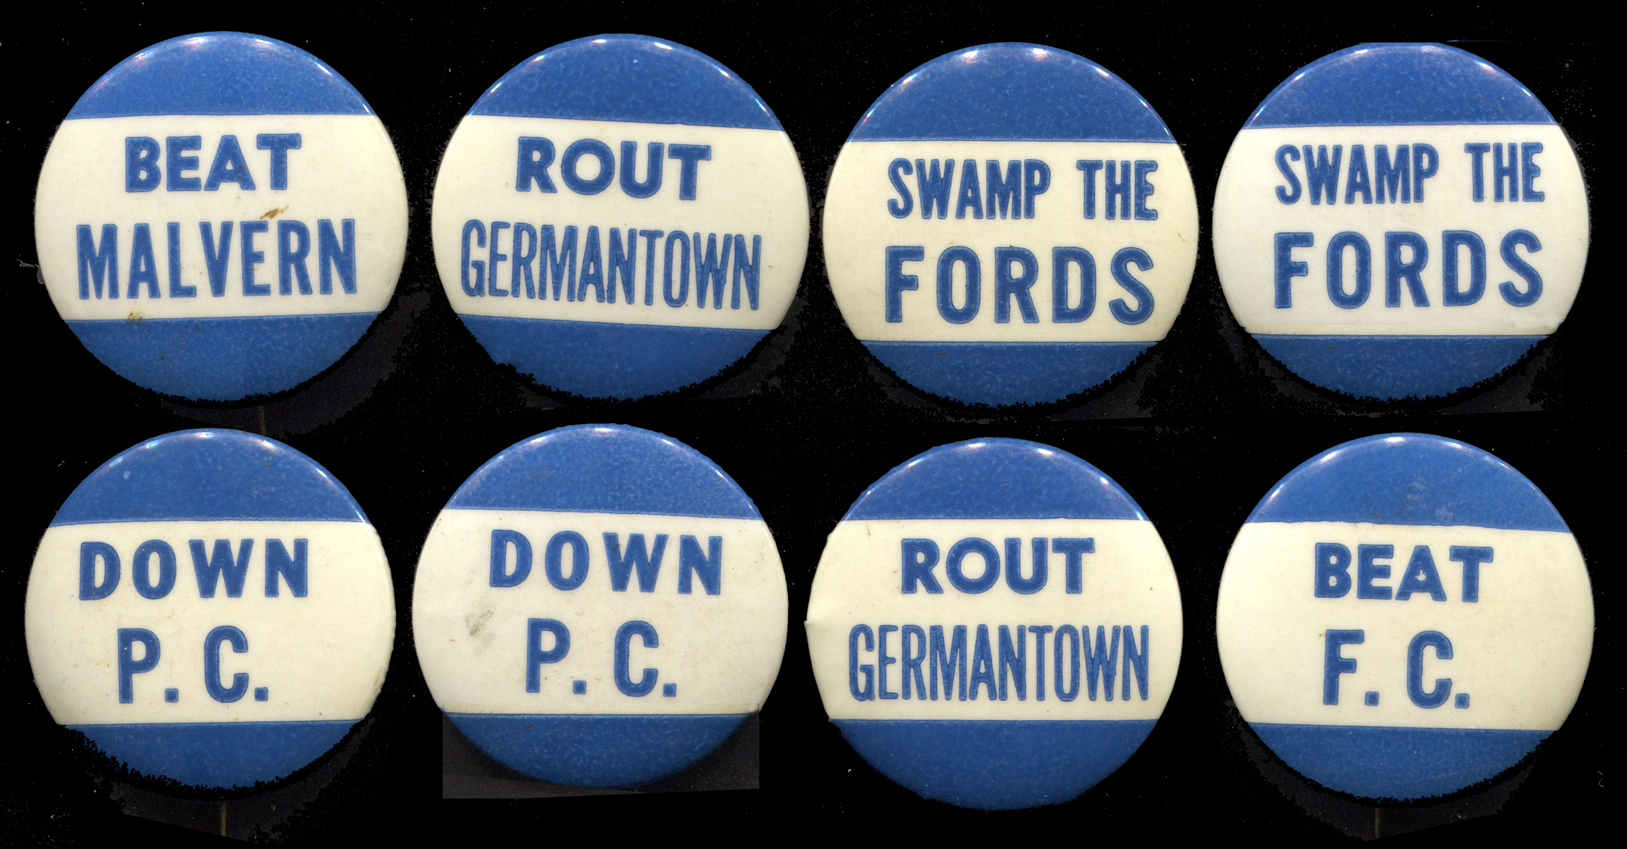 BEAT
MALVERN
ROUT
GERMANTOWN
SWAMP THE
FORDS
SWAMP THE
FORDS
DOWN
P. C.
DOWN
P. C.
ROUT
GERMANTOWN
BEAT
F. C.